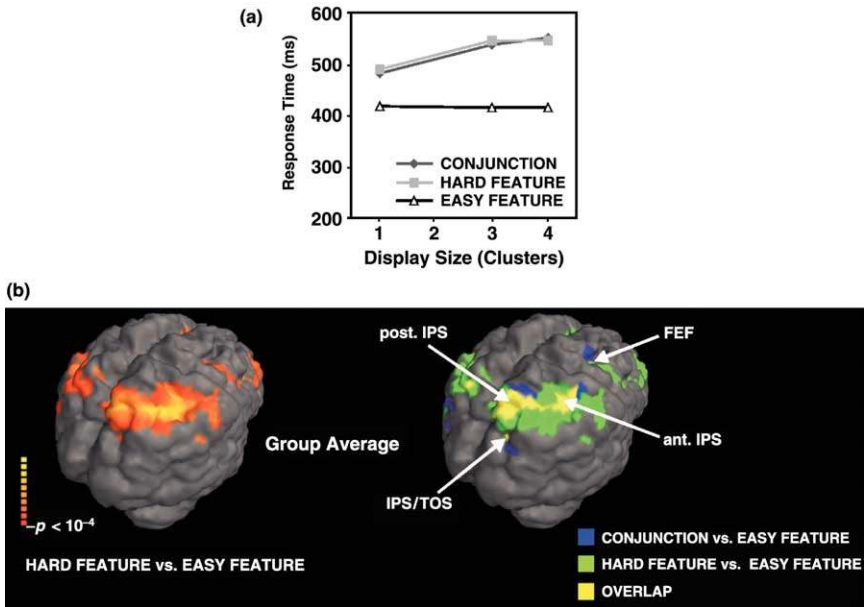 (a)
600
500
400
300
200
Response Time (ms)
CONJUNCTION
HARD FEATURE
EASY FEATURE
1 2 3 4
Display Size (Clusters)
(b)
post. IPS
FEF
Group Average
ant. IPS
IPS/TOS
–p < 10⁻⁴
HARD FEATURE vs. EASY FEATURE
CONJUNCTION vs. EASY FEATURE
HARD FEATURE vs. EASY FEATURE
OVERLAP